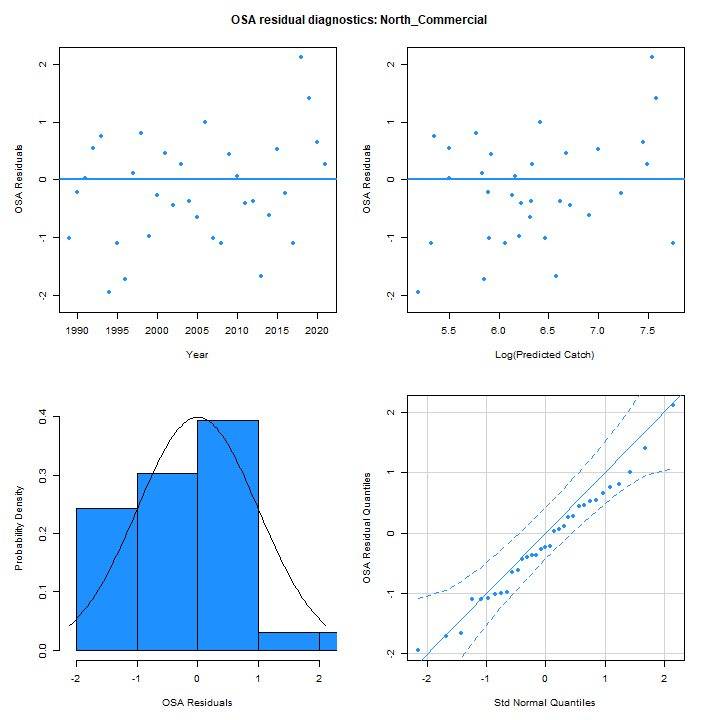 OSA residual diagnostics: North_Commercial
OSA Residuals
2
1
0
-1
-2
1990 1995 2000 2005 2010 2015 2020
Year
OSA Residuals
2
1
0
-1
-2
5.5 6.0 6.5 7.0 7.5
Log(Predicted Catch)
Probability Density
0.4
0.3
0.2
0.1
0.0
-2 -1 0 1 2
OSA Residuals
OSA Residual Quantiles
2
1
0
-1
-2
-2 -1 0 1 2
Std Normal Quantiles